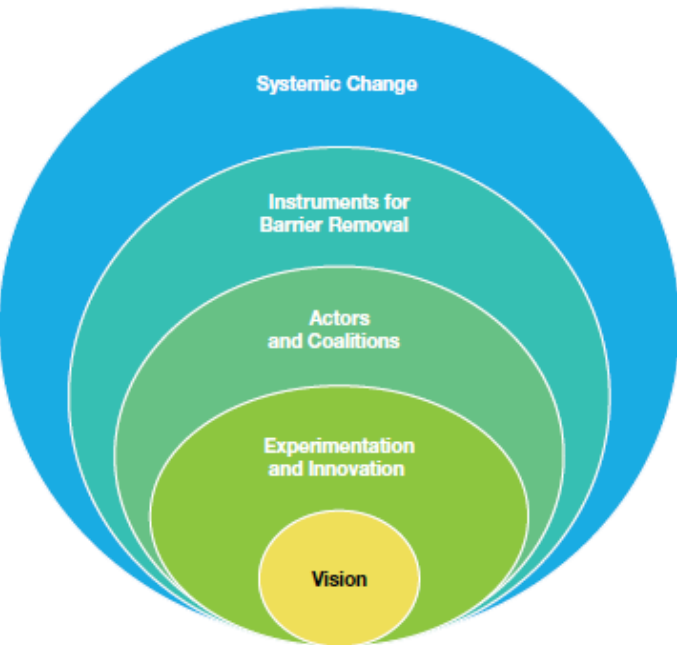 Systemic Change
Instruments for
Barrier Removal
Actors
and Coalitions
Experimentation
and Innovation
Vision